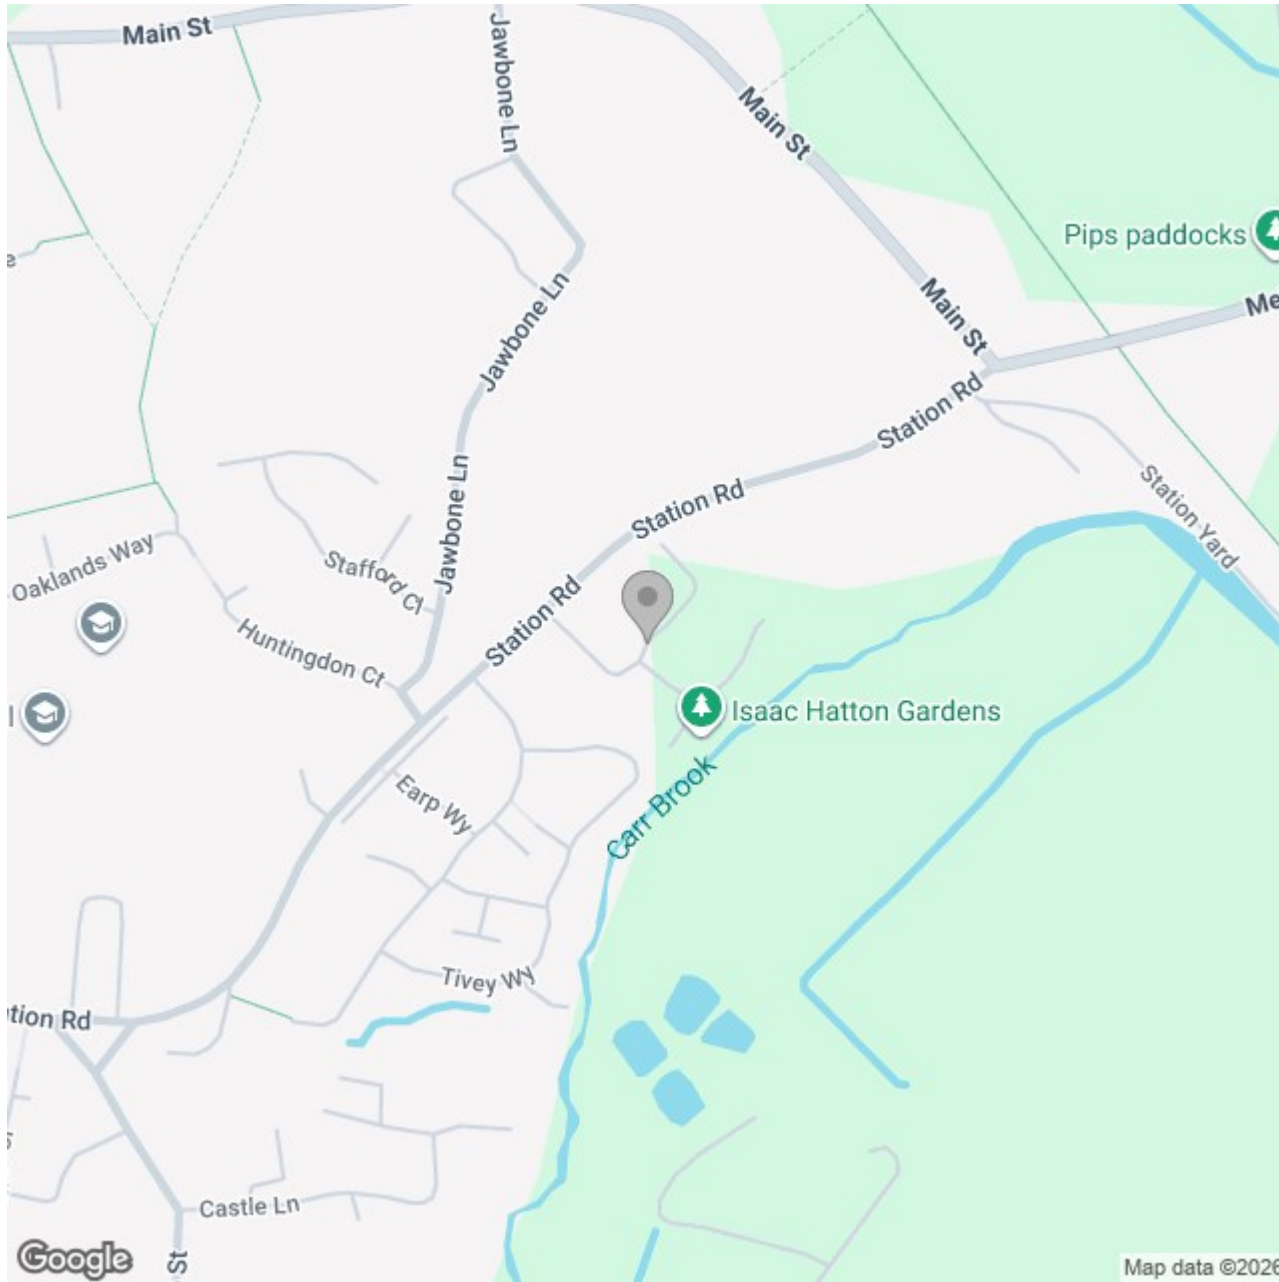 Main St
Jawbone Ln
Main St
Pips paddocks
Main St
Jawbone Ln
Station Rd
Station Rd
Station Yard
Jawbone Ln
Oaklands Way
Stafford Ct
Station Rd
Huntingdon Ct
Isaac Hatton Gardens
Earp Wy
Carr Brook
Tivey Wy
tion Rd
Castle Ln
St
Google
Map data ©2026